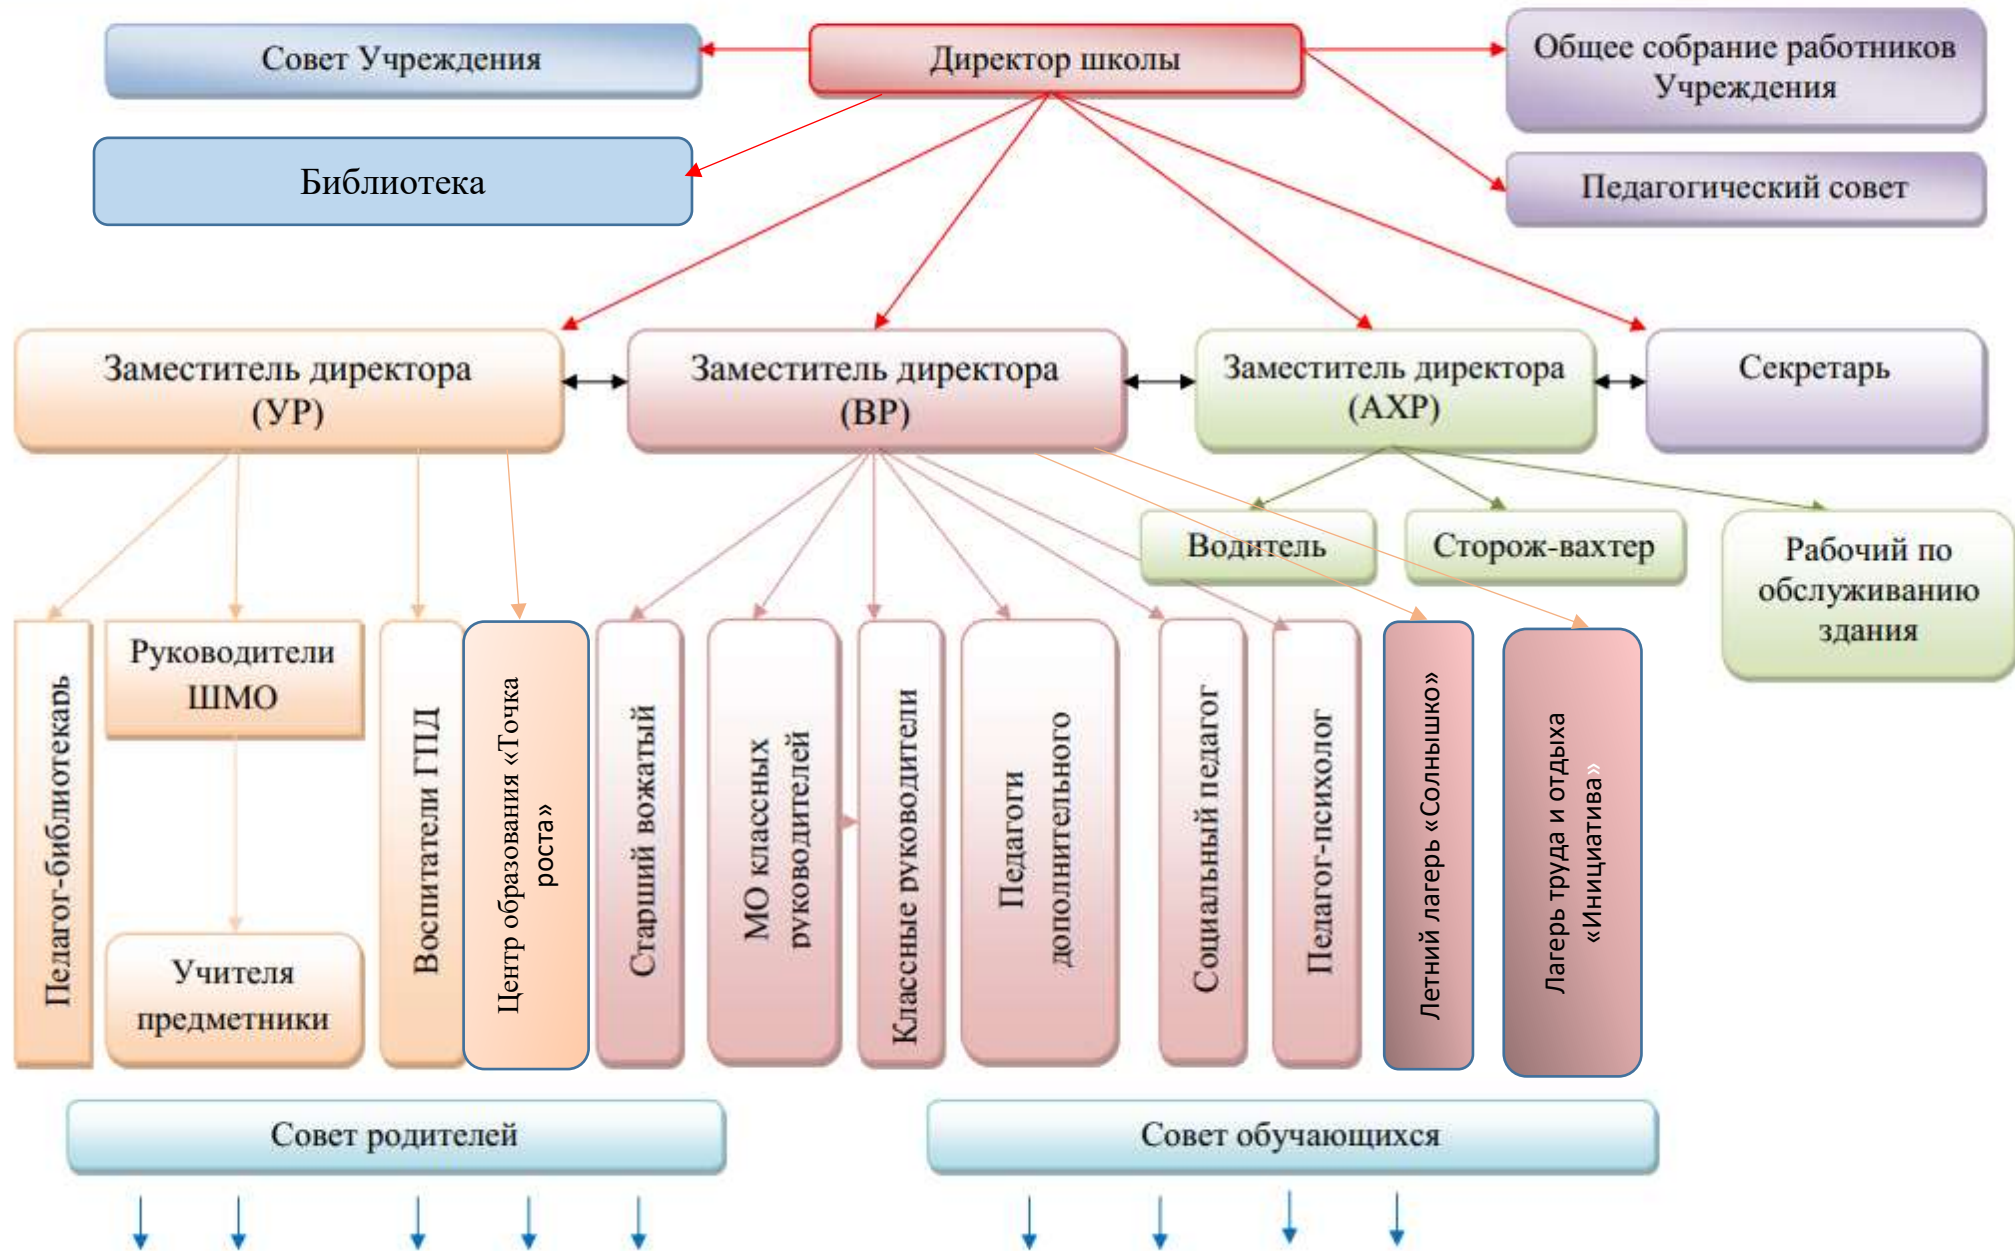 Совет Учреждения
Директор школы
Общее собрание работников
Учреждения
Библиотека
Педагогический совет
Заместитель директора
(УР)
Заместитель директора
(ВР)
Заместитель директора
(АХР)
Секретарь
Водитель
Сторож-вахтер
Рабочий по
обслуживанию
здания
Педагог-библиотекарь
Руководители
ШМО
Учителя
предметники
Воспитатели ГПД
Центр образования «Точка
роста»
Старший вожатый
МО классных
руководителей
Классные руководители
Педагоги
дополнительного
Социальный педагог
Педагог-психолог
Летний лагерь «Солнышко»
Лагерь труда и отдыха
«Инициатива»
Совет родителей
Совет обучающихся